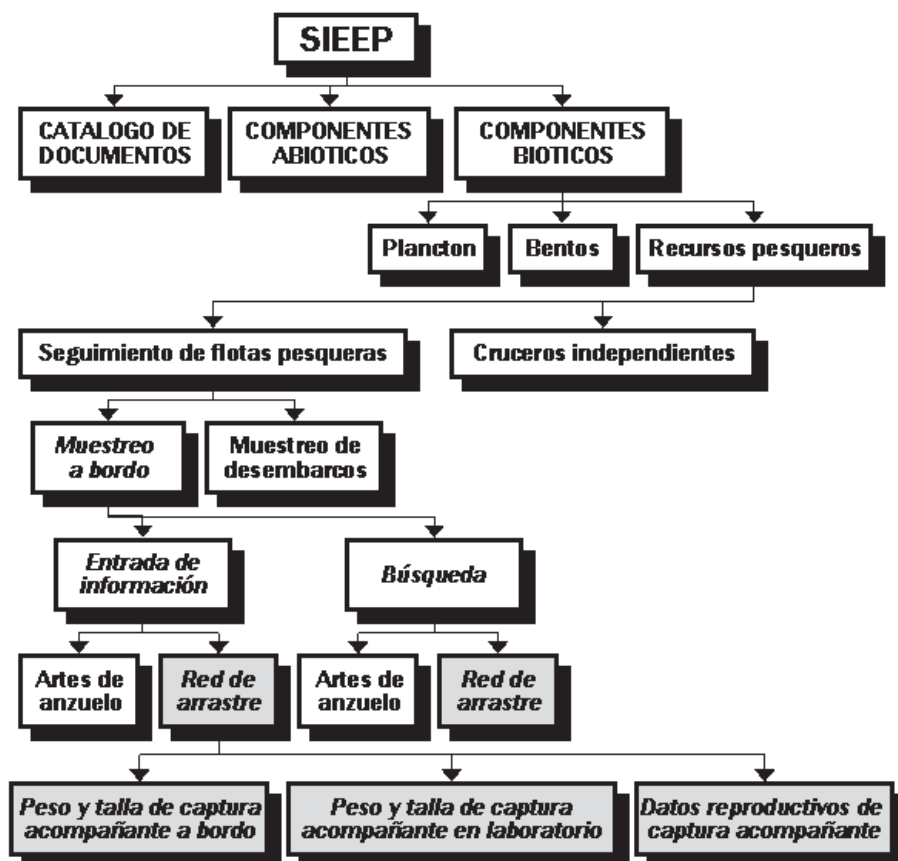 SIEEP
CATALOGO DE
DOCUMENTOS
COMPONENTES
ABIOTICOS
COMPONENTES
BIOTICOS
Plancton
Bentos
Recursos pesqueros
Seguimiento de flotas pesqueras
Cruceros independientes
Muestreo
a bordo
Muestreo de
desembarcos
Entrada de
información
Búsqueda
Artes de
anzuelo
Red de
arrastre
Artes de
anzuelo
Red de
arrastre
Peso y talla de captura
acompañante a bordo
Peso y talla de captura
acompañante en laboratorio
Datos reproductivos de
captura acompañante